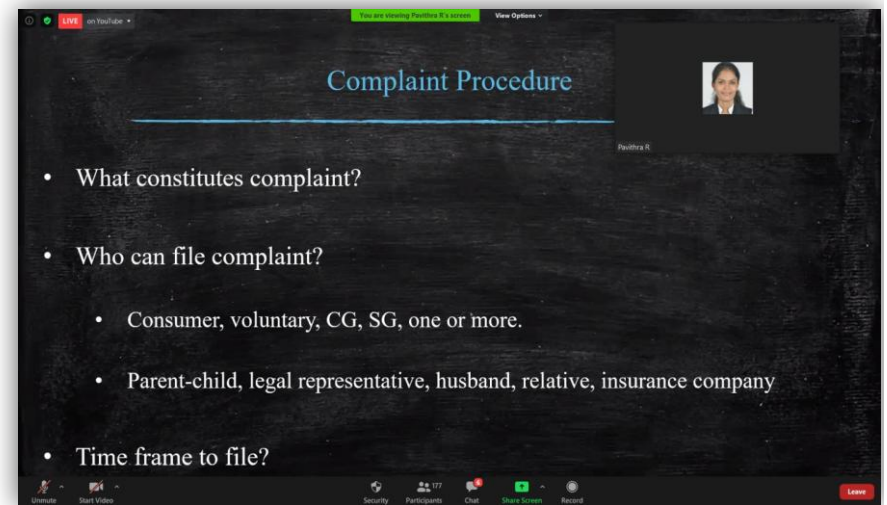 LIVE on YouTube
You are viewing Pavithra R's screen View Options
Complaint Procedure
Pavithra R
• What constitutes complaint?
• Who can file complaint?
• Consumer, voluntary, CG, SG, one or more.
• Parent-child, legal representative, husband, relative, insurance company
• Time frame to file?
Unmute Start Video Security Participants 177 Chat 6 Share Screen Record Leave